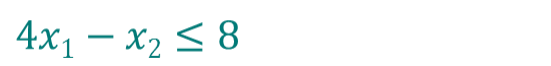 4x₁ − x₂ ≤ 8